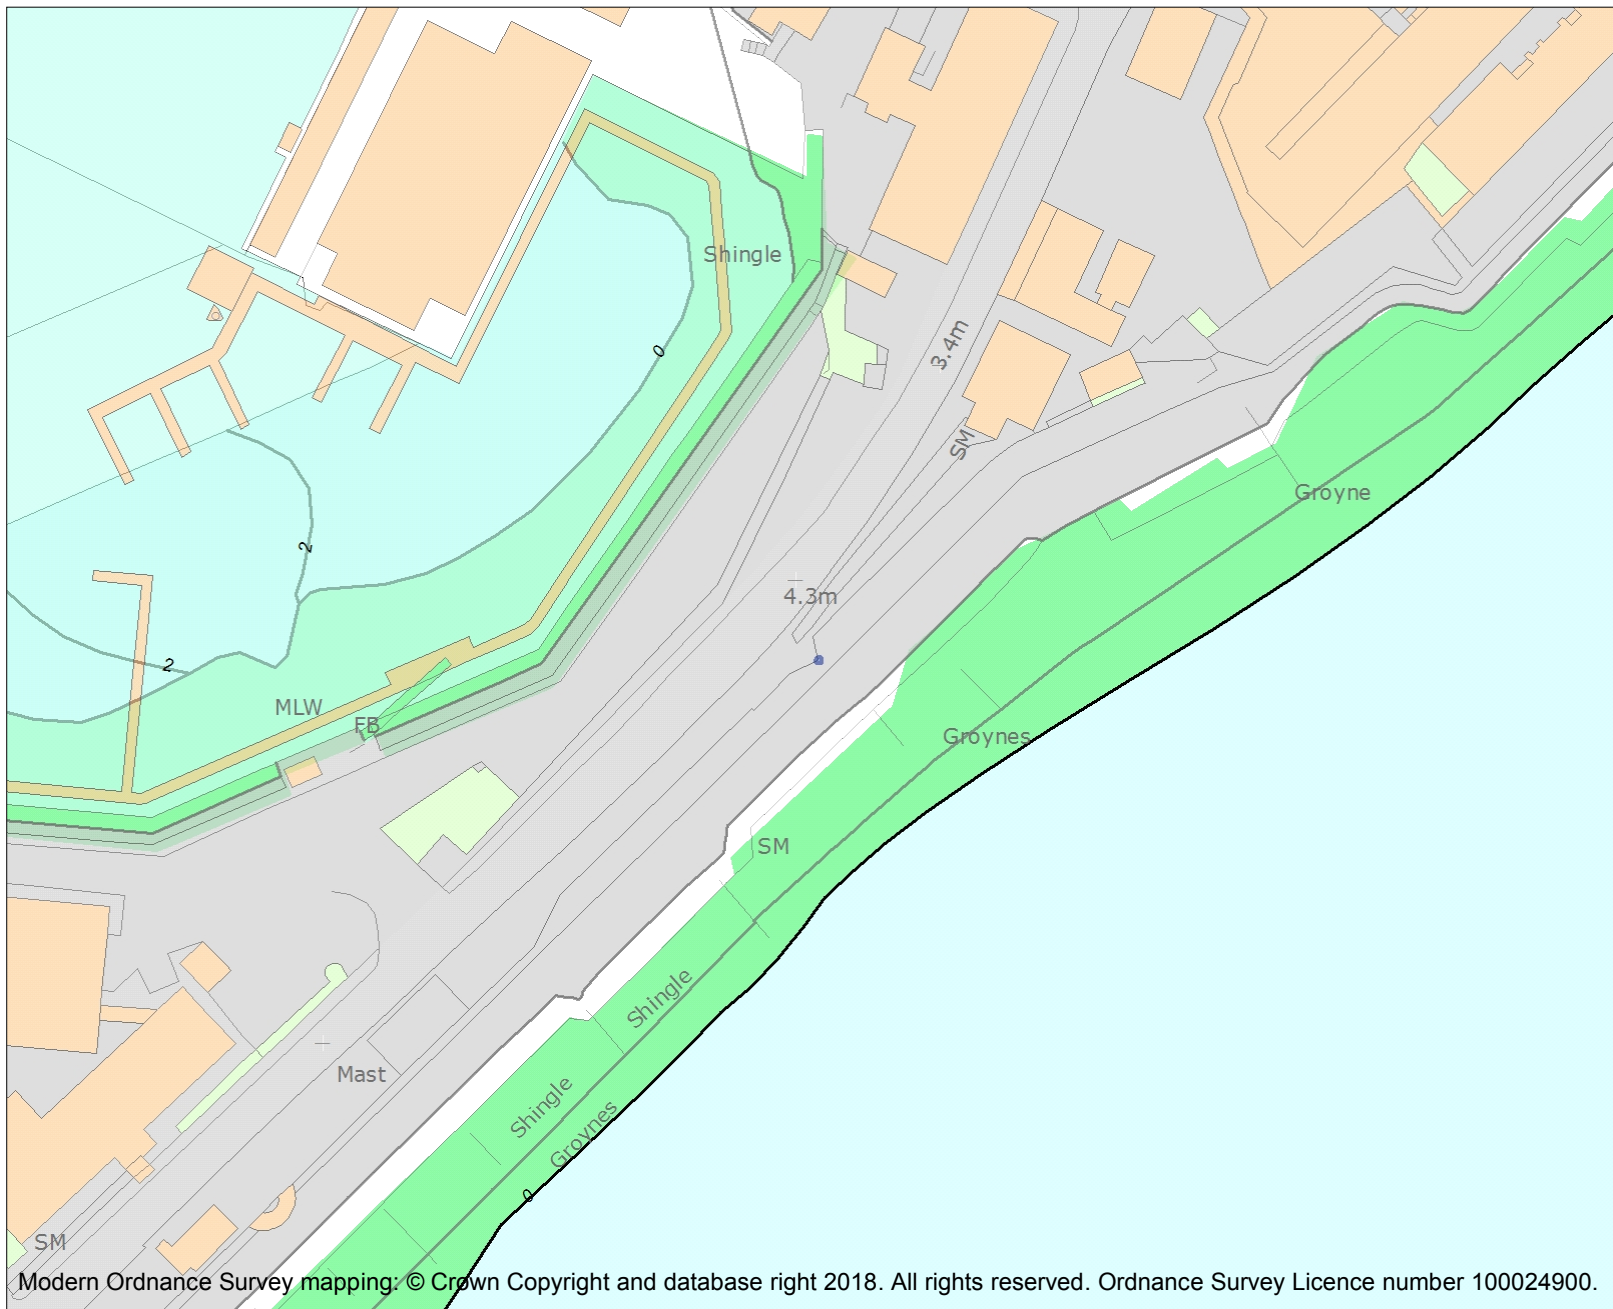 Shingle
0
3.4m
SM
Groyne
2
4.3m
2
MLW
FB
Groynes
SM
Shingle
Mast
Shingle
Groynes
0
SM
Modern Ordnance Survey mapping: © Crown Copyright and database right 2018. All rights reserved. Ordnance Survey Licence number 100024900.